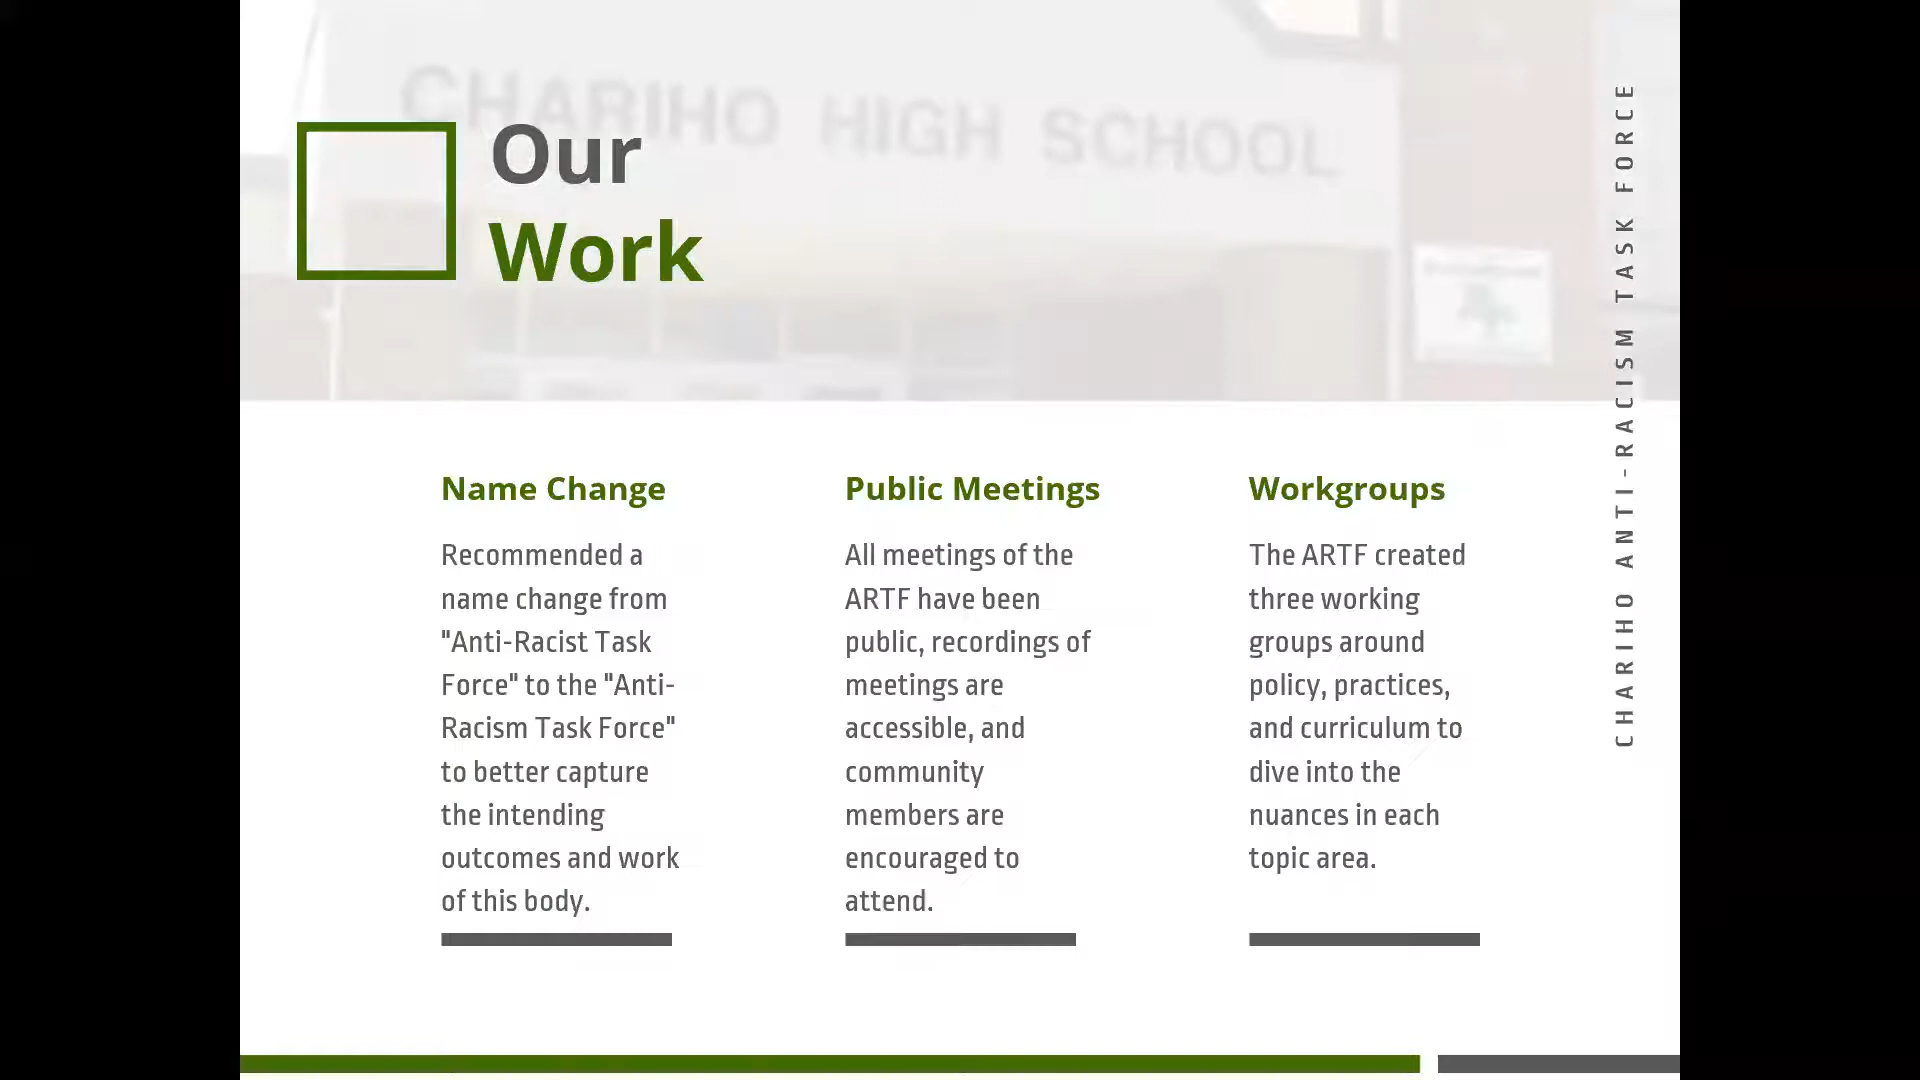 CHARIHO HIGH SCHOOL
Our
Work
Name Change
Recommended a
name change from
"Anti-Racist Task
Force" to the "Anti-
Racism Task Force"
to better capture
the intending
outcomes and work
of this body.
Public Meetings
All meetings of the
ARTF have been
public, recordings of
meetings are
accessible, and
community
members are
encouraged to
attend.
Workgroups
The ARTF created
three working
groups around
policy, practices,
and curriculum to
dive into the
nuances in each
topic area.
CHARIHO ANTI-RACISM TASK FORCE